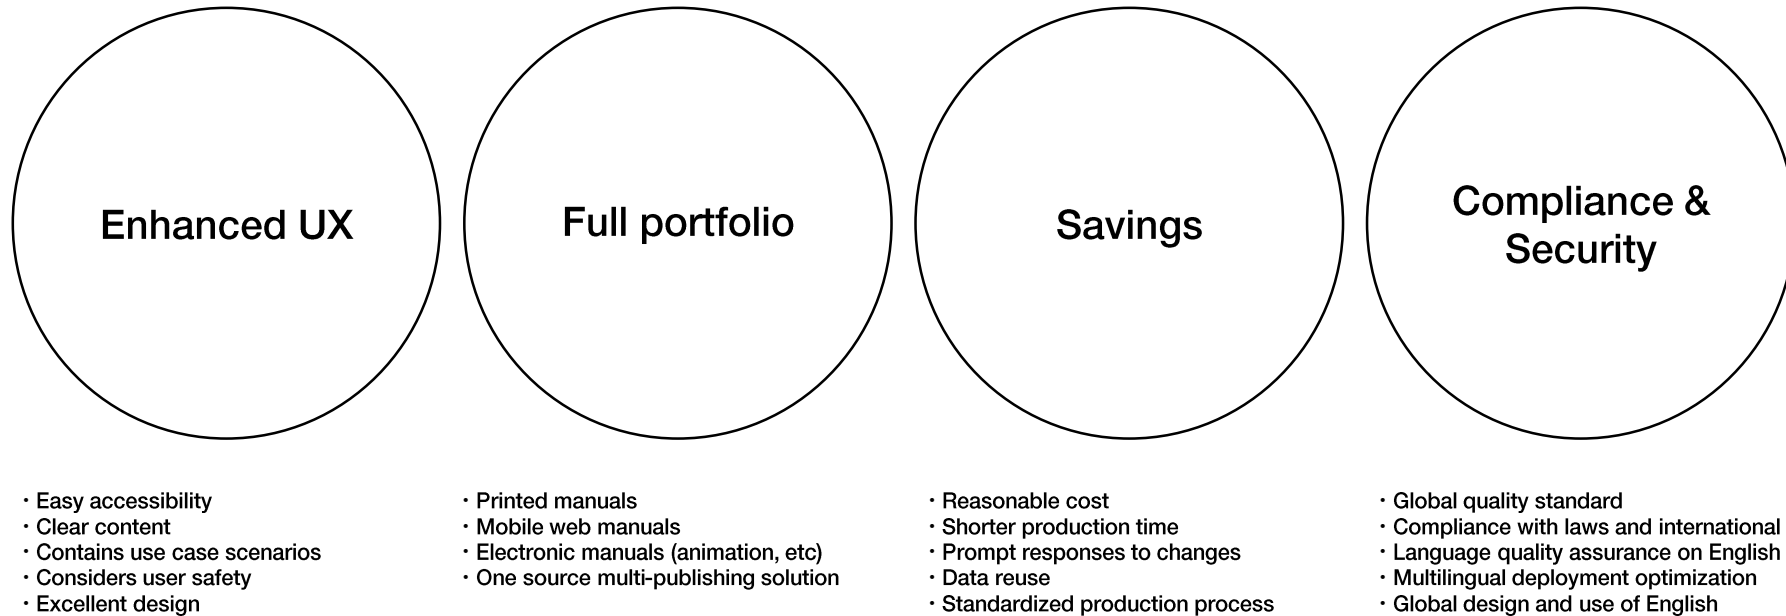 Enhanced UX
Full portfolio
Savings
Compliance &
Security
· Easy accessibility
· Clear content
· Contains use case scenarios
· Considers user safety
· Excellent design
· Printed manuals
· Mobile web manuals
· Electronic manuals (animation, etc)
· One source multi-publishing solution
· Reasonable cost
· Shorter production time
· Prompt responses to changes
· Data reuse
· Standardized production process
· Global quality standard
· Compliance with laws and international
· Language quality assurance on English
· Multilingual deployment optimization
· Global design and use of English